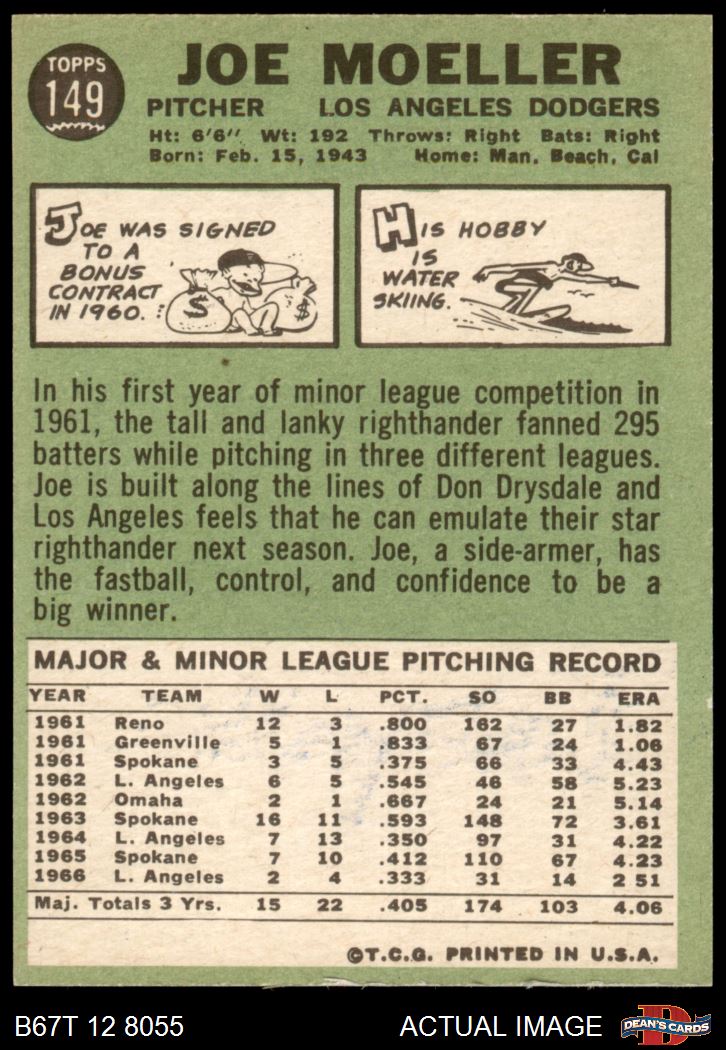 TOPPS
149
JOE MOELLER
PITCHER LOS ANGELES DODGERS
Ht: 6'6" Wt: 192 Throws: Right Bats: Right
Born: Feb. 15, 1943 Home: Man. Beach, Cal
JOE WAS SIGNED
TO A
BONUS
CONTRACT
IN 1960.
$ $
HIS HOBBY
IS
WATER
SKIING.
In his first year of minor league competition in
1961, the tall and lanky righthander fanned 295
batters while pitching in three different leagues.
Joe is built along the lines of Don Drysdale and
Los Angeles feels that he can emulate their star
righthander next season. Joe, a side-armer, has
the fastball, control, and confidence to be a
big winner.
MAJOR & MINOR LEAGUE PITCHING RECORD
YEAR TEAM W L PCT. SO BB ERA
1961 Reno 12 3 .800 162 27 1.82
1961 Greenville 5 1 .833 67 24 1.06
1961 Spokane 3 5 .375 66 33 4.43
1962 L. Angeles 6 5 .545 46 58 5.23
1962 Omaha 2 1 .667 24 21 5.14
1963 Spokane 16 11 .593 148 72 3.61
1964 L. Angeles 7 13 .350 97 31 4.22
1965 Spokane 7 10 .412 110 67 4.23
1966 L. Angeles 2 4 .333 31 14 2 51
Maj. Totals 3 Yrs. 15 22 .405 174 103 4.06
©T.C.G. PRINTED IN U.S.A.
B67T 12 8055 ACTUAL IMAGE
D
DEAN'S CARDS